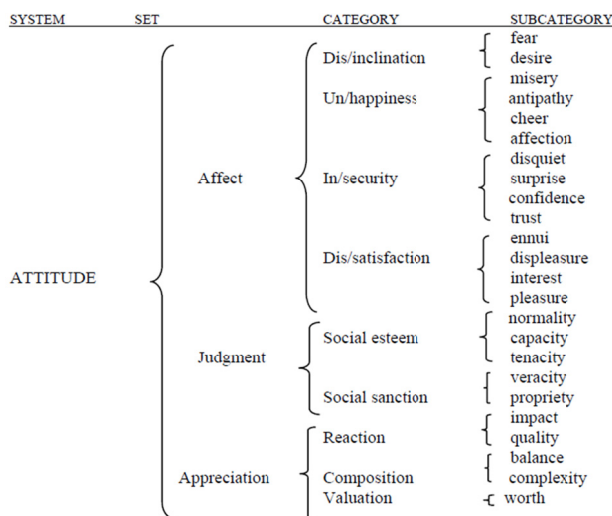 SYSTEM SET CATEGORY SUBCATEGORY
fear
Dis/inclination
desire
misery
Un/happiness
antipathy
cheer
affection
disquiet
Affect In/security
surprise
confidence
trust
ennui
Dis/satisfaction
displeasure
ATTITUDE
interest
pleasure
normality
Social esteem
capacity
Judgment
tenacity
veracity
Social sanction
propriety
impact
Reaction
quality
balance
Appreciation Composition
complexity
Valuation worth